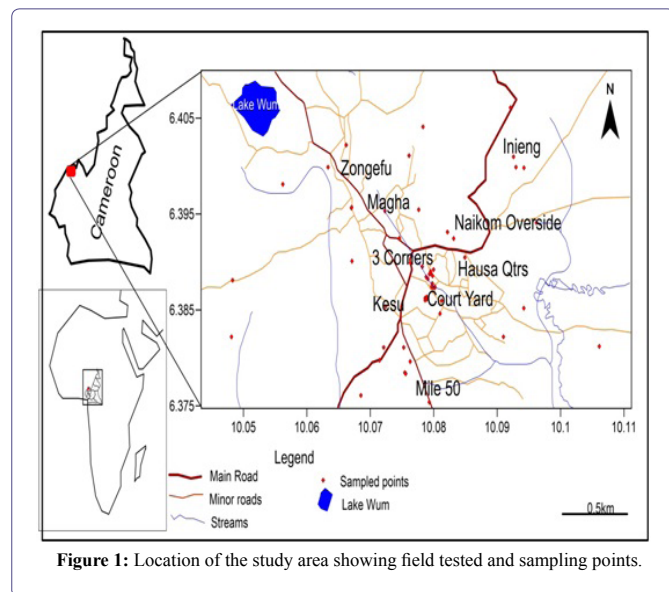 Cameroon
Lake Wum
N
6.405
6.395
6.385
6.375
Inieng
Zongefu
Magha
Naikom Overside
3 Corners
Hausa Qtrs
Kesu
Court Yard
Mile 50
10.05
10.06
10.07
10.08
10.09
10.1
10.11
Legend
Main Road
Minor roads
Streams
Sampled points
Lake Wum
0.5km
Figure 1: Location of the study area showing field tested and sampling points.